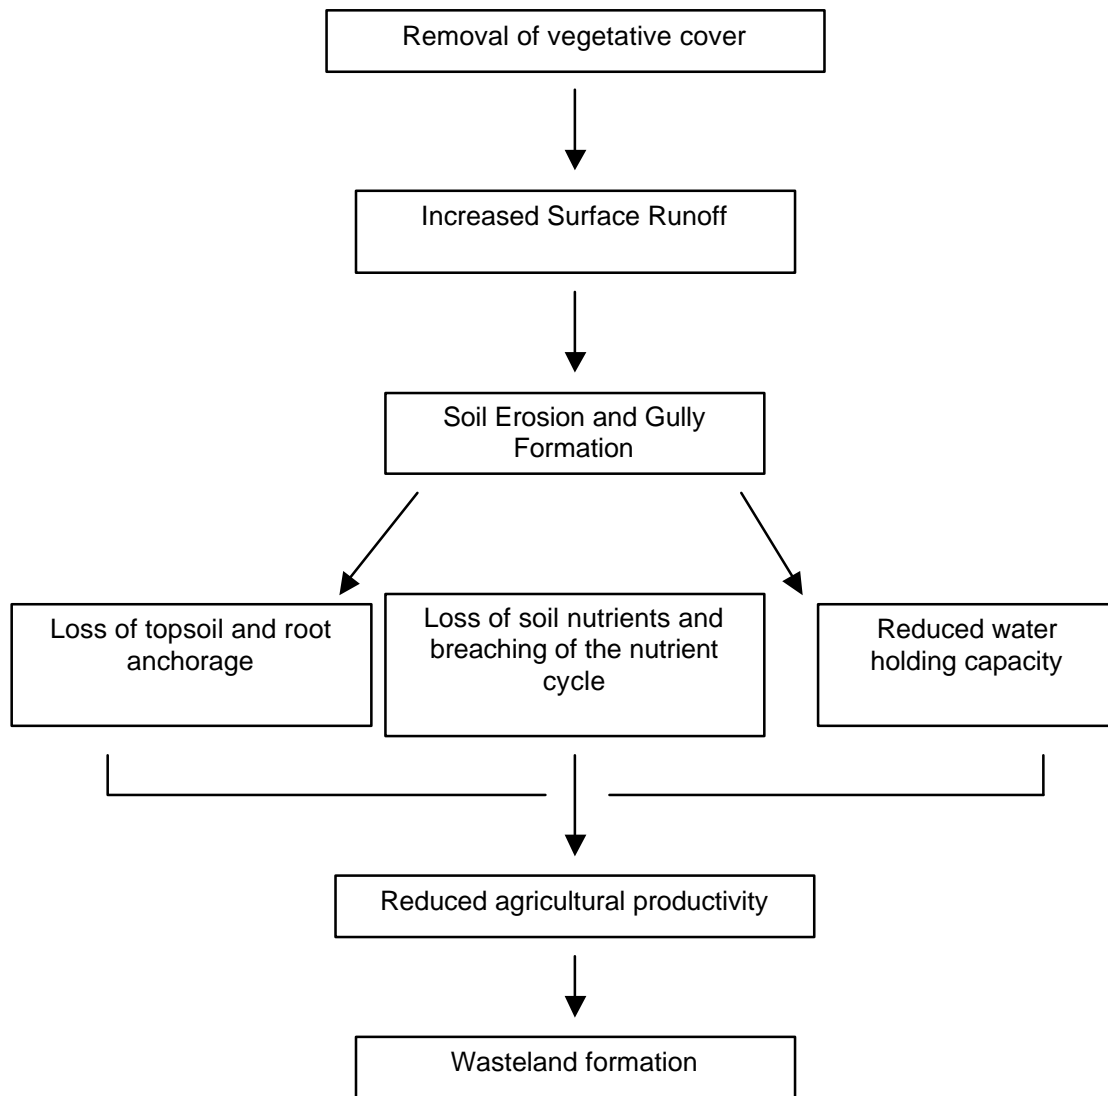 Removal of vegetative cover
Increased Surface Runoff
Soil Erosion and Gully
Formation
Loss of topsoil and root
anchorage
Loss of soil nutrients and
breaching of the nutrient
cycle
Reduced water
holding capacity
Reduced agricultural productivity
Wasteland formation